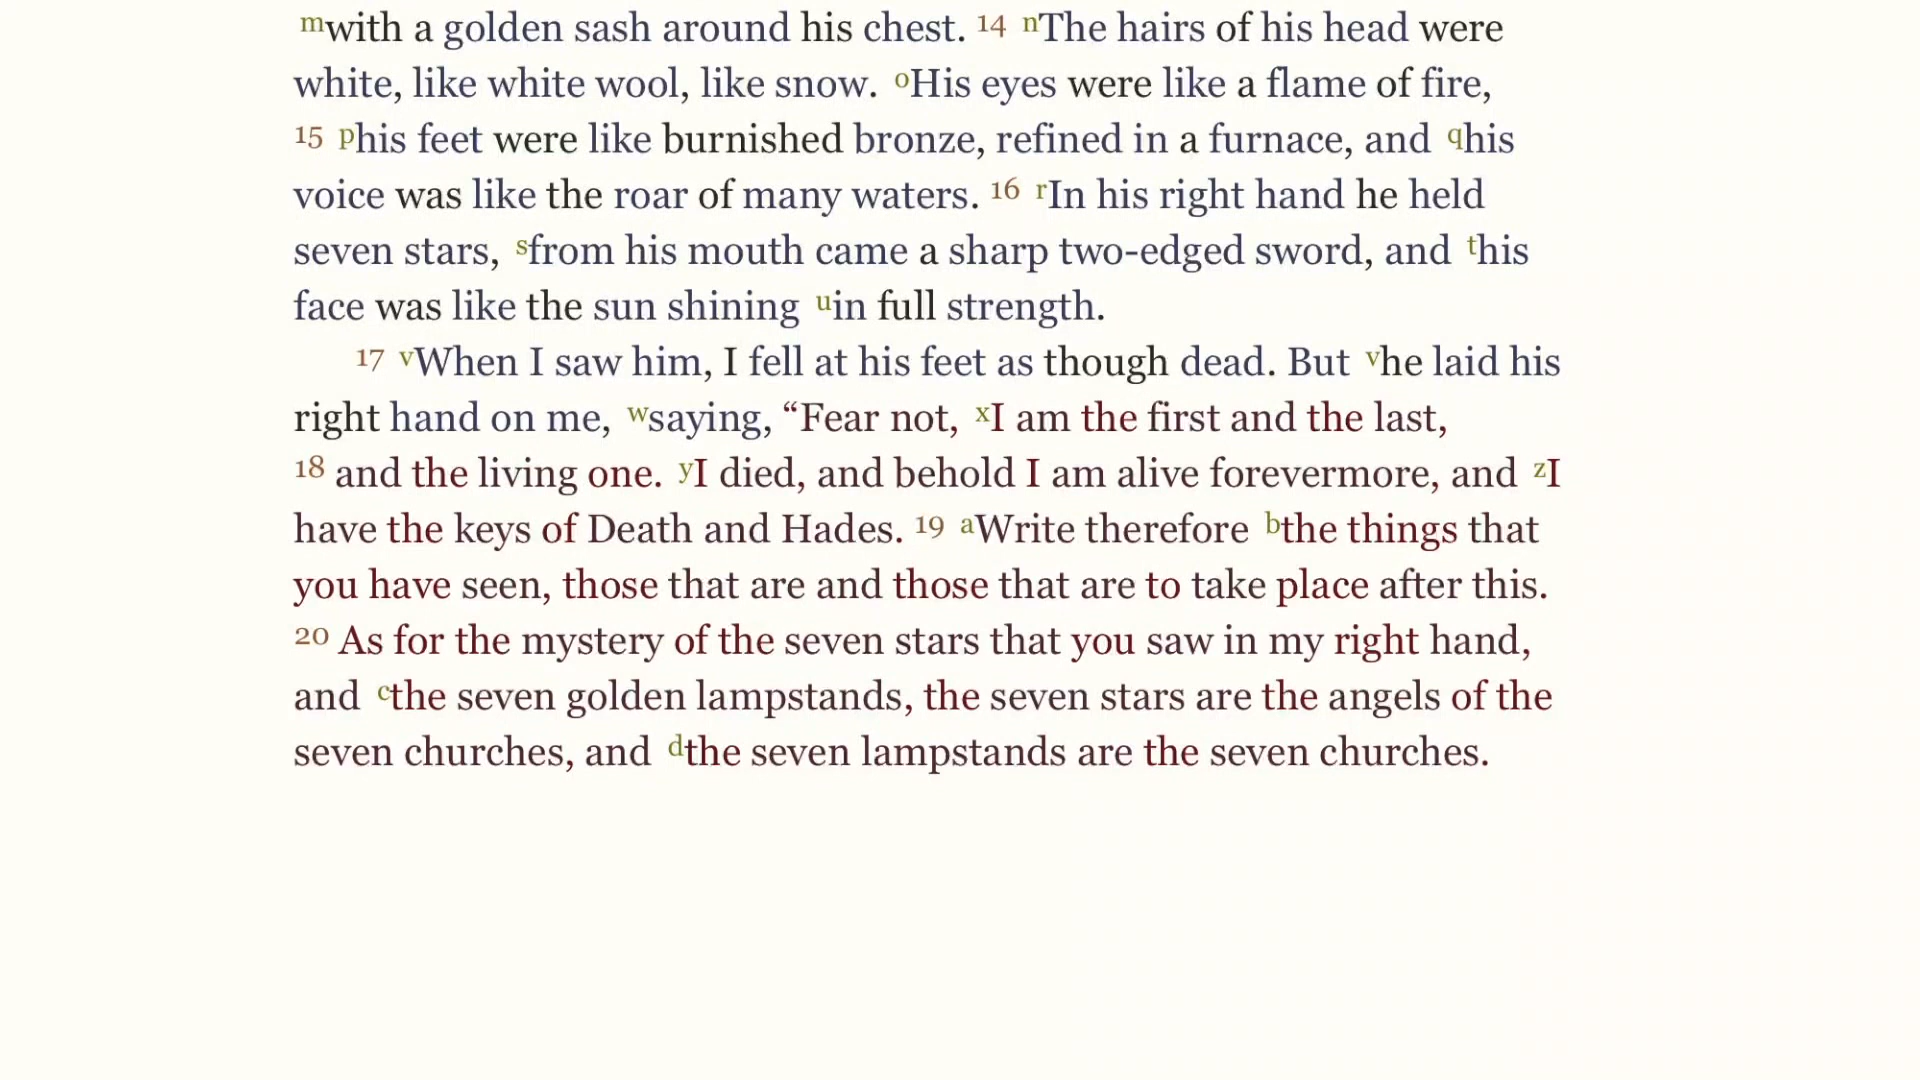 mwith a golden sash around his chest. 14 nThe hairs of his head were
white, like white wool, like snow. oHis eyes were like a flame of fire,
15 phis feet were like burnished bronze, refined in a furnace, and qhis
voice was like the roar of many waters. 16 rIn his right hand he held
seven stars, sfrom his mouth came a sharp two-edged sword, and this
face was like the sun shining uin full strength.
17 vWhen I saw him, I fell at his feet as though dead. But vhe laid his
right hand on me, wsaying, “Fear not, xI am the first and the last,
18 and the living one. yI died, and behold I am alive forevermore, and zI
have the keys of Death and Hades. 19 aWrite therefore bthe things that
you have seen, those that are and those that are to take place after this.
20 As for the mystery of the seven stars that you saw in my right hand,
and cthe seven golden lampstands, the seven stars are the angels of the
seven churches, and dthe seven lampstands are the seven churches.